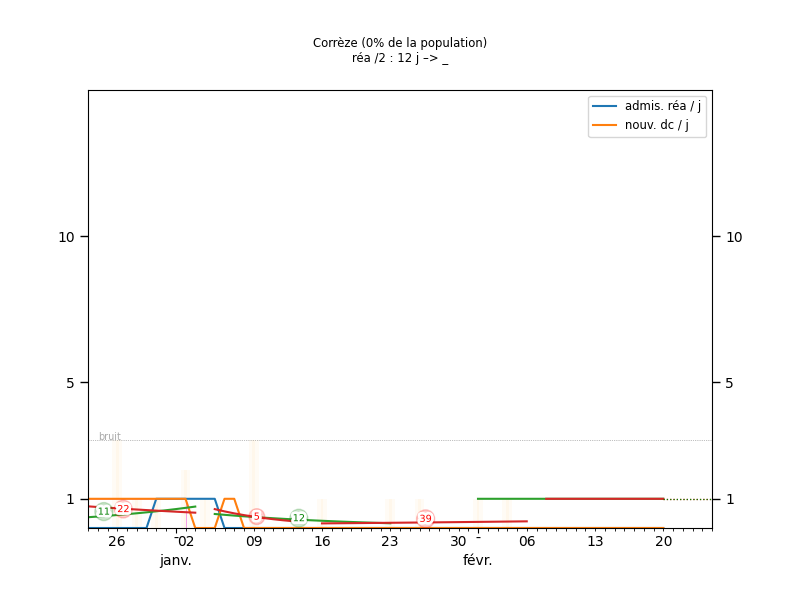 Corrèze (0% de la population)
réa /2 : 12 j –> _
admis. réa / j
nouv. dc / j
10 10
5 5
bruit
1 1
11 22 5 12 39
26 02 09 16 23 30 06 13 20
janv. févr.